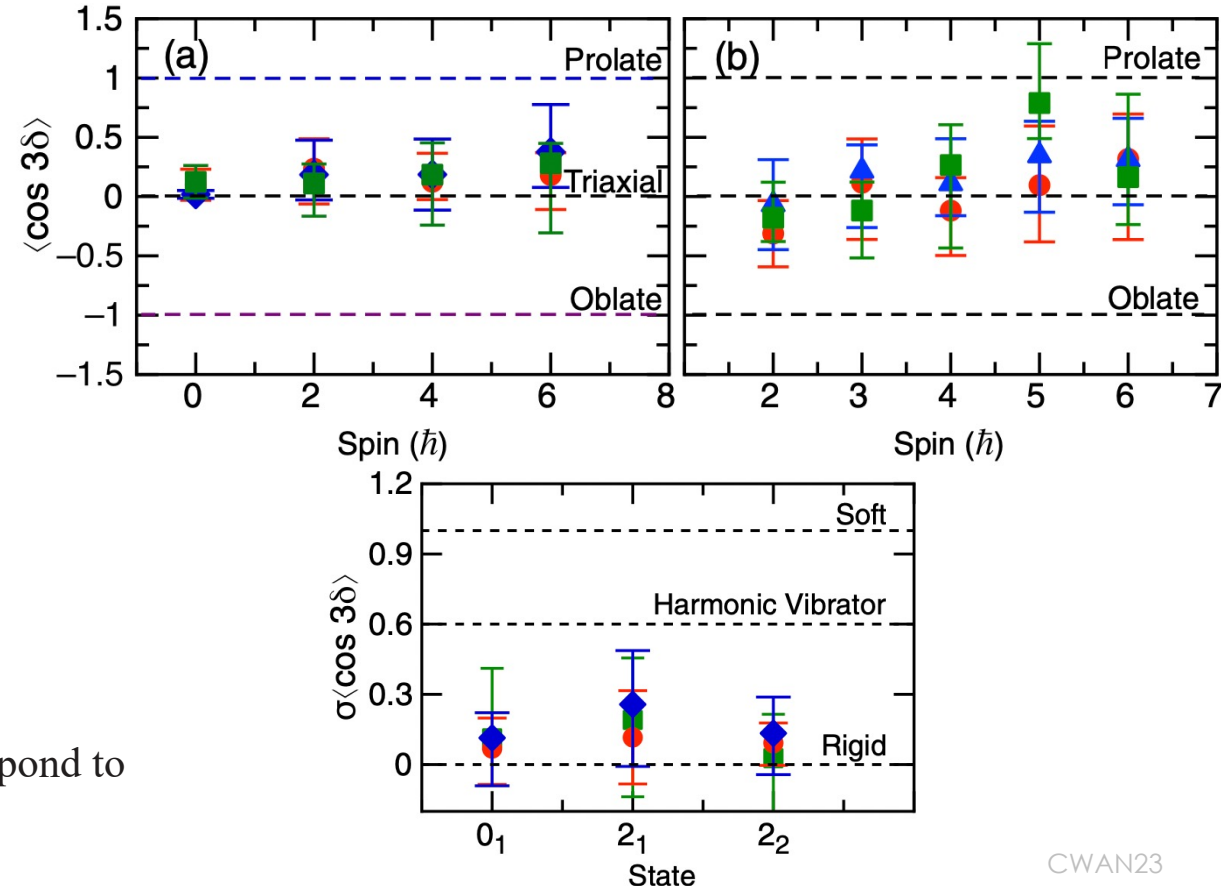 (a)
Prolate
Triaxial
Oblate
1.5
1
0.5
0
−0.5
−1
−1.5
⟨cos 3δ⟩
0 2 4 6 8
Spin (ℏ)
(b)
Prolate
Oblate
2 3 4 5 6 7
Spin (ℏ)
1.2
0.9
0.6
0.3
0
σ⟨cos 3δ⟩
Soft
Harmonic Vibrator
Rigid
0₁ 2₁ 2₂
State
pond to
CWAN23